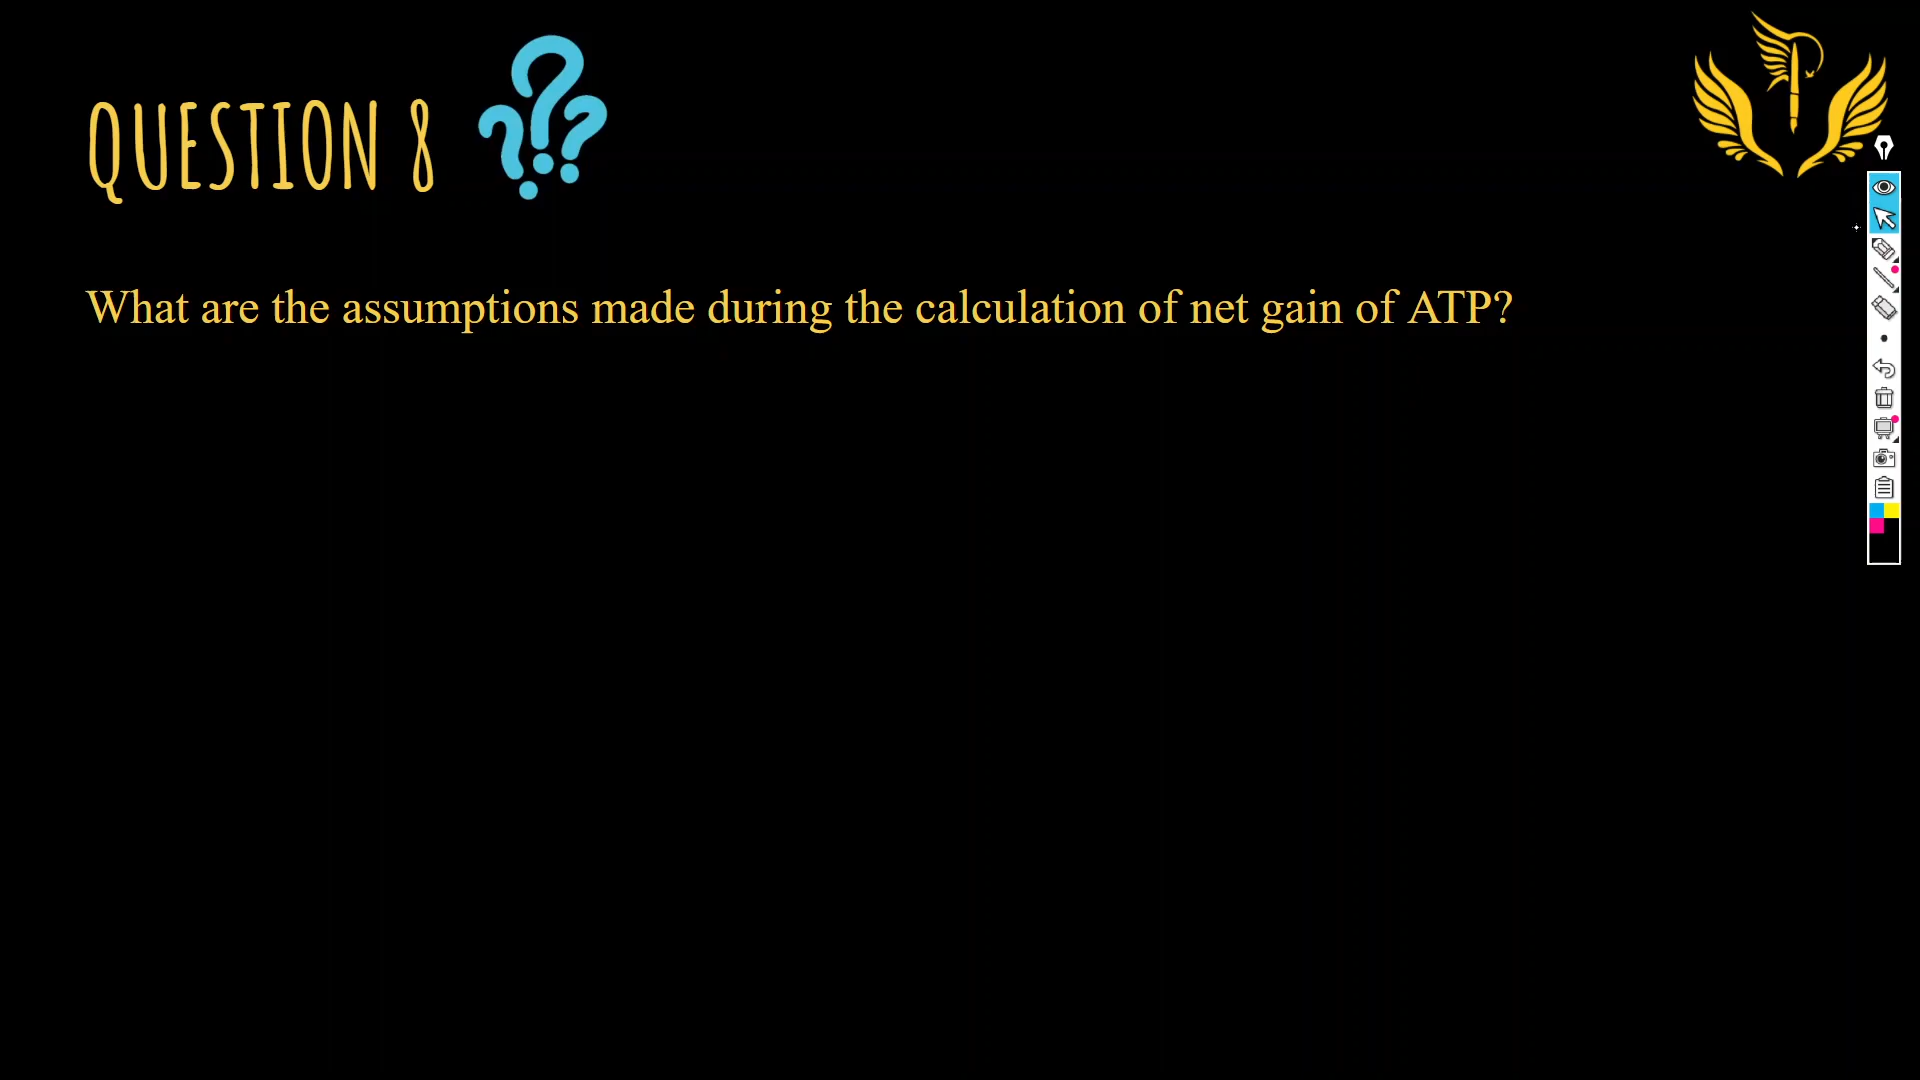 QUESTION 8
What are the assumptions made during the calculation of net gain of ATP?